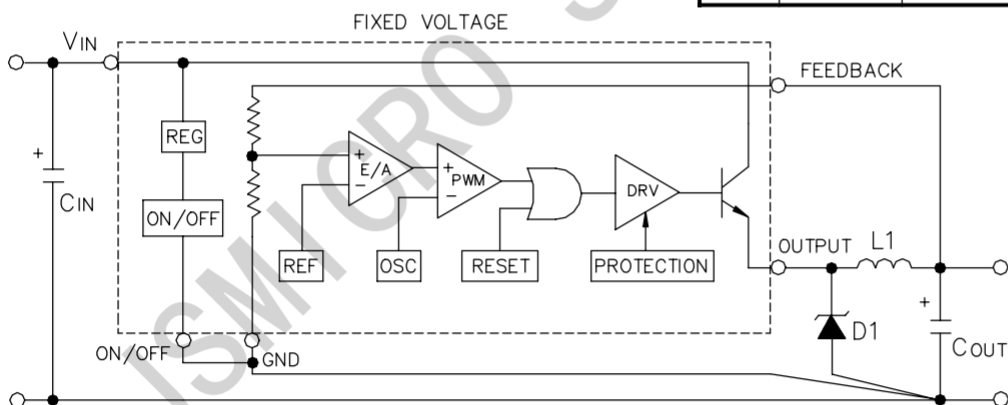 FIXED VOLTAGE
VIN
FEEDBACK
REG
+
E/A
−
+
PWM
−
DRV
+
CIN
ON/OFF
REF
OSC
RESET
PROTECTION
OUTPUT
L1
+
D1
COUT
ON/OFF
GND
ISMICRO S